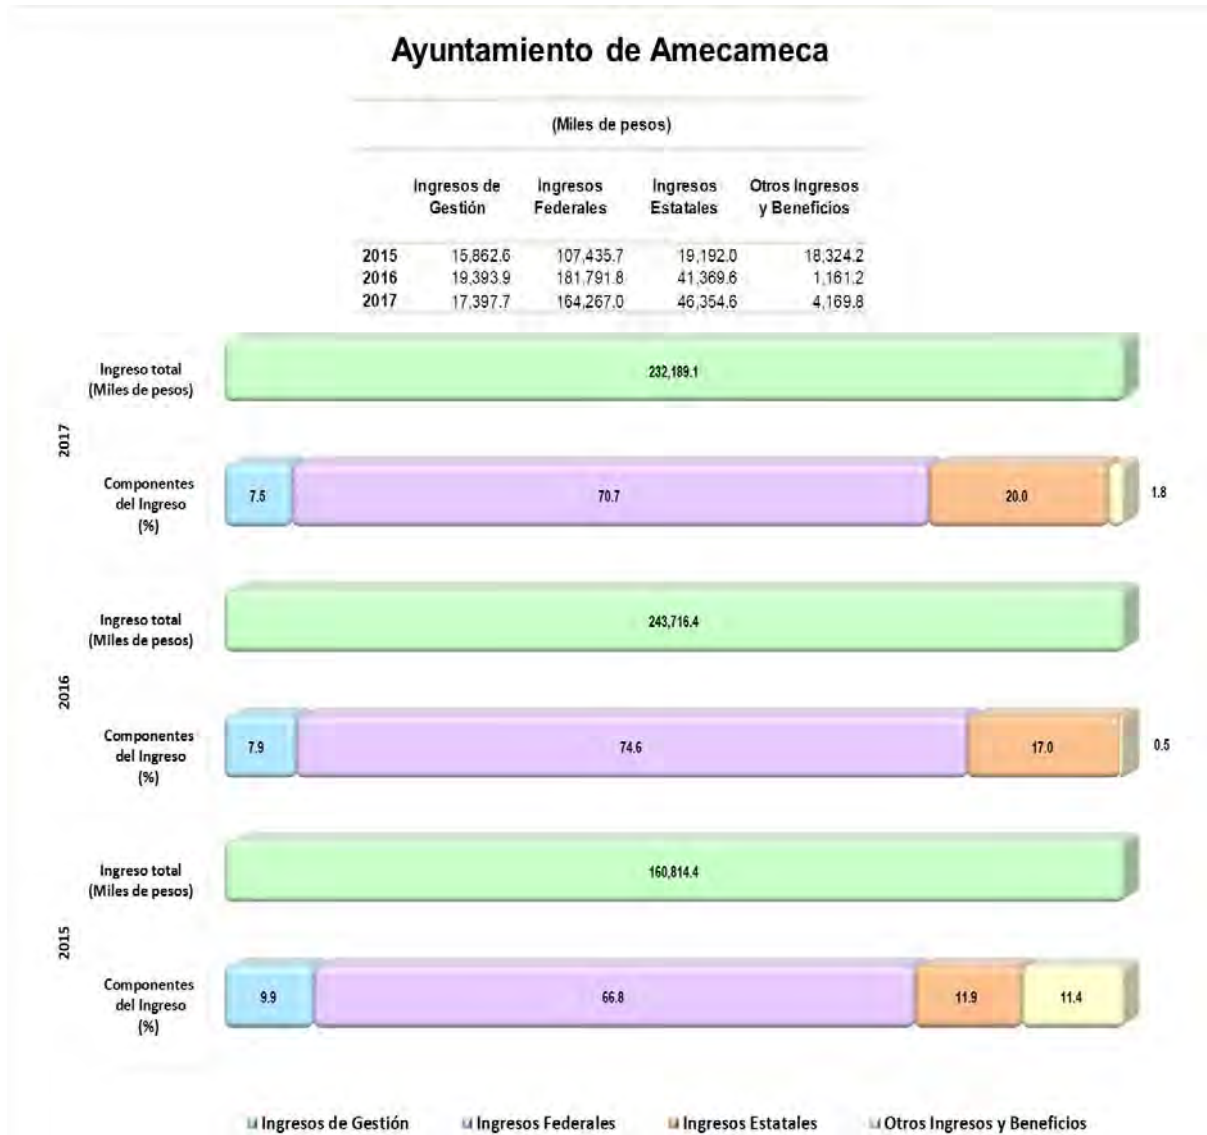 Ayuntamiento de Amecameca
(Miles de pesos)
Ingresos de Gestión Ingresos Federales Ingresos Estatales Otros Ingresos y Beneficios
2015 15,862.6 107,435.7 19,192.0 18,324.2
2016 19,393.9 181,791.8 41,369.6 1,161.2
2017 17,397.7 164,267.0 46,354.6 4,169.8
2017
Ingreso total
(Miles de pesos)
232,189.1
Componentes
del Ingreso
(%)
7.5 70.7 20.0 1.8
2016
Ingreso total
(Miles de pesos)
243,716.4
Componentes
del Ingreso
(%)
7.9 74.6 17.0 0.5
2015
Ingreso total
(Miles de pesos)
160,814.4
Componentes
del Ingreso
(%)
9.9 66.8 11.9 11.4
Ingresos de Gestión Ingresos Federales Ingresos Estatales Otros Ingresos y Beneficios